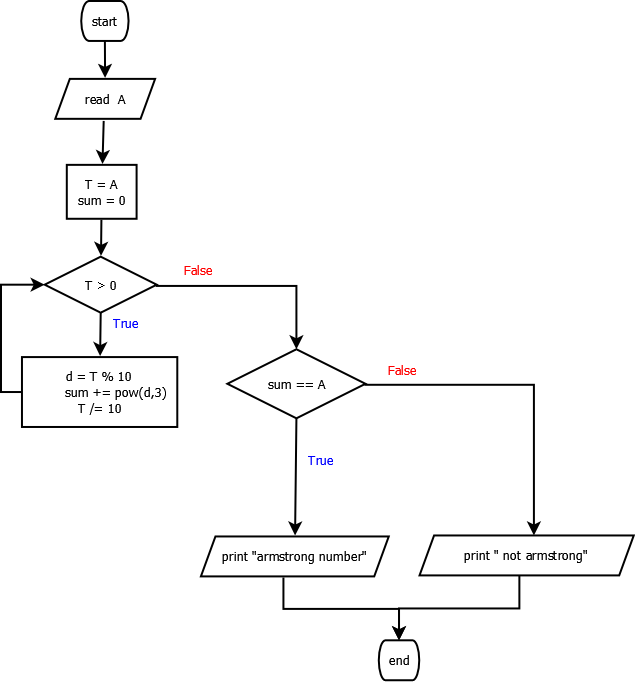 start
read A
T = A
sum = 0
T > 0
False
True
d = T % 10
sum += pow(d,3)
T /= 10
sum == A
False
True
print "armstrong number"
print " not armstrong"
end